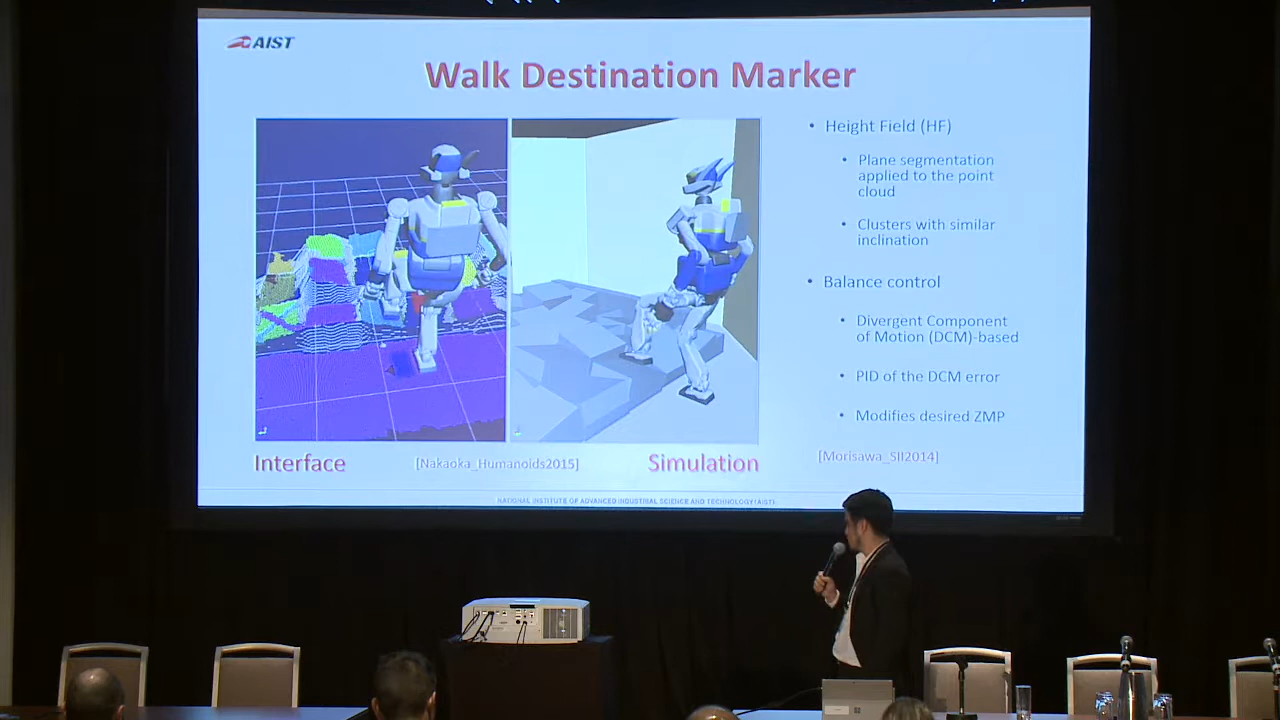 AIST
Walk Destination Marker
• Height Field (HF)
• Plane segmentation
applied to the point
cloud
• Clusters with similar
inclination
• Balance control
• Divergent Component
of Motion (DCM)-based
• PID of the DCM error
• Modifies desired ZMP
Interface
[Nakaoka_Humanoids2015]
Simulation
[Morisawa_SII2014]
NATIONAL INSTITUTE OF ADVANCED INDUSTRIAL SCIENCE AND TECHNOLOGY (AIST)